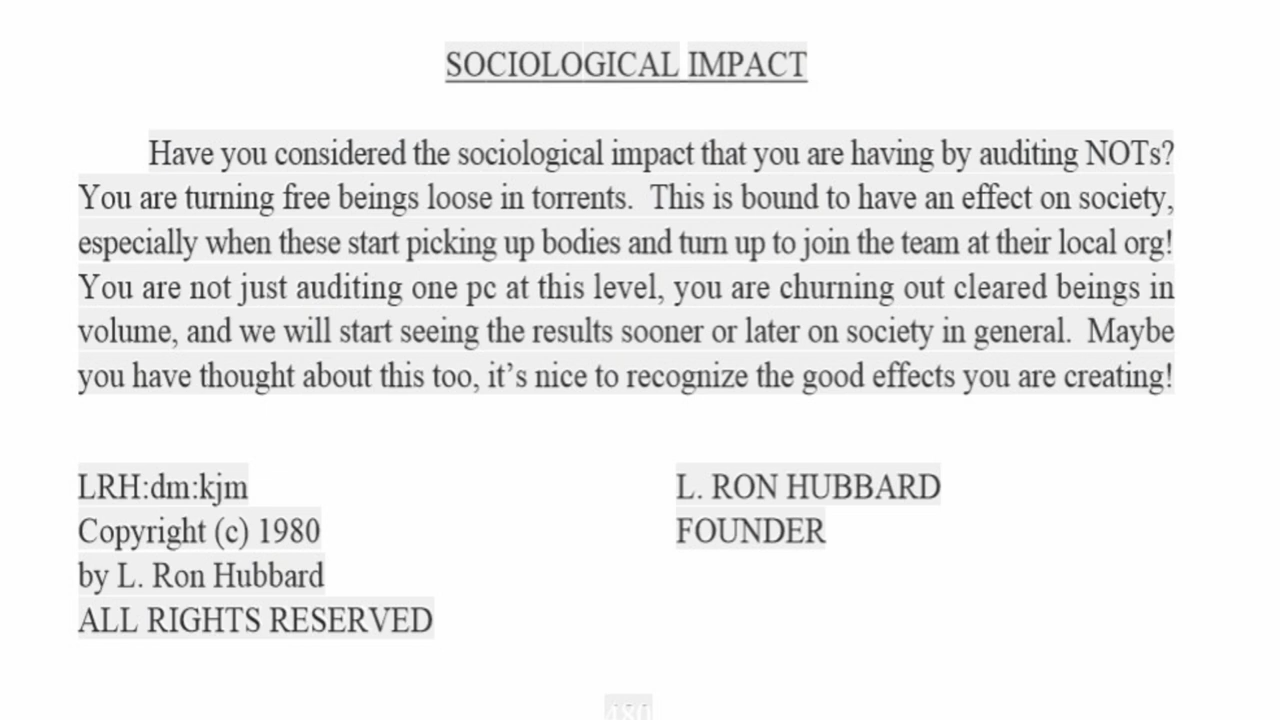 SOCIOLOGICAL IMPACT
Have you considered the sociological impact that you are having by auditing NOTs?
You are turning free beings loose in torrents. This is bound to have an effect on society,
especially when these start picking up bodies and turn up to join the team at their local org!
You are not just auditing one pc at this level, you are churning out cleared beings in
volume, and we will start seeing the results sooner or later on society in general. Maybe
you have thought about this too, it’s nice to recognize the good effects you are creating!
LRH:dm:kjm
L. RON HUBBARD
Copyright (c) 1980
FOUNDER
by L. Ron Hubbard
ALL RIGHTS RESERVED